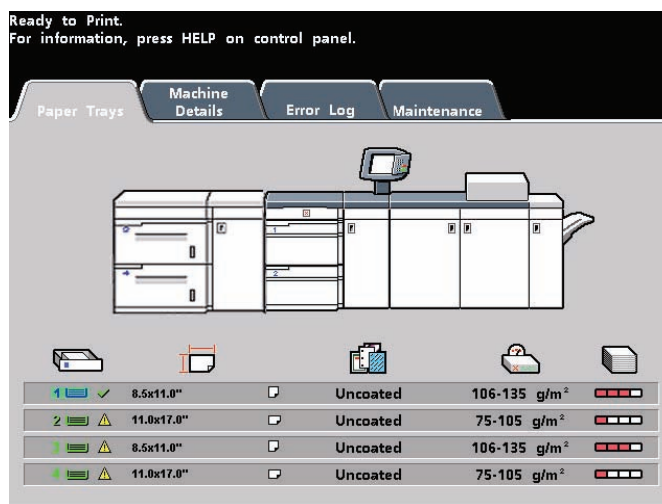 Ready to Print.
For information, press HELP on control panel.
Paper Trays
Machine
Details
Error Log
Maintenance
1
2
1 8.5x11.0" Uncoated 106-135 g/m²
2 11.0x17.0" Uncoated 75-105 g/m²
3 8.5x11.0" Uncoated 106-135 g/m²
4 11.0x17.0" Uncoated 75-105 g/m²